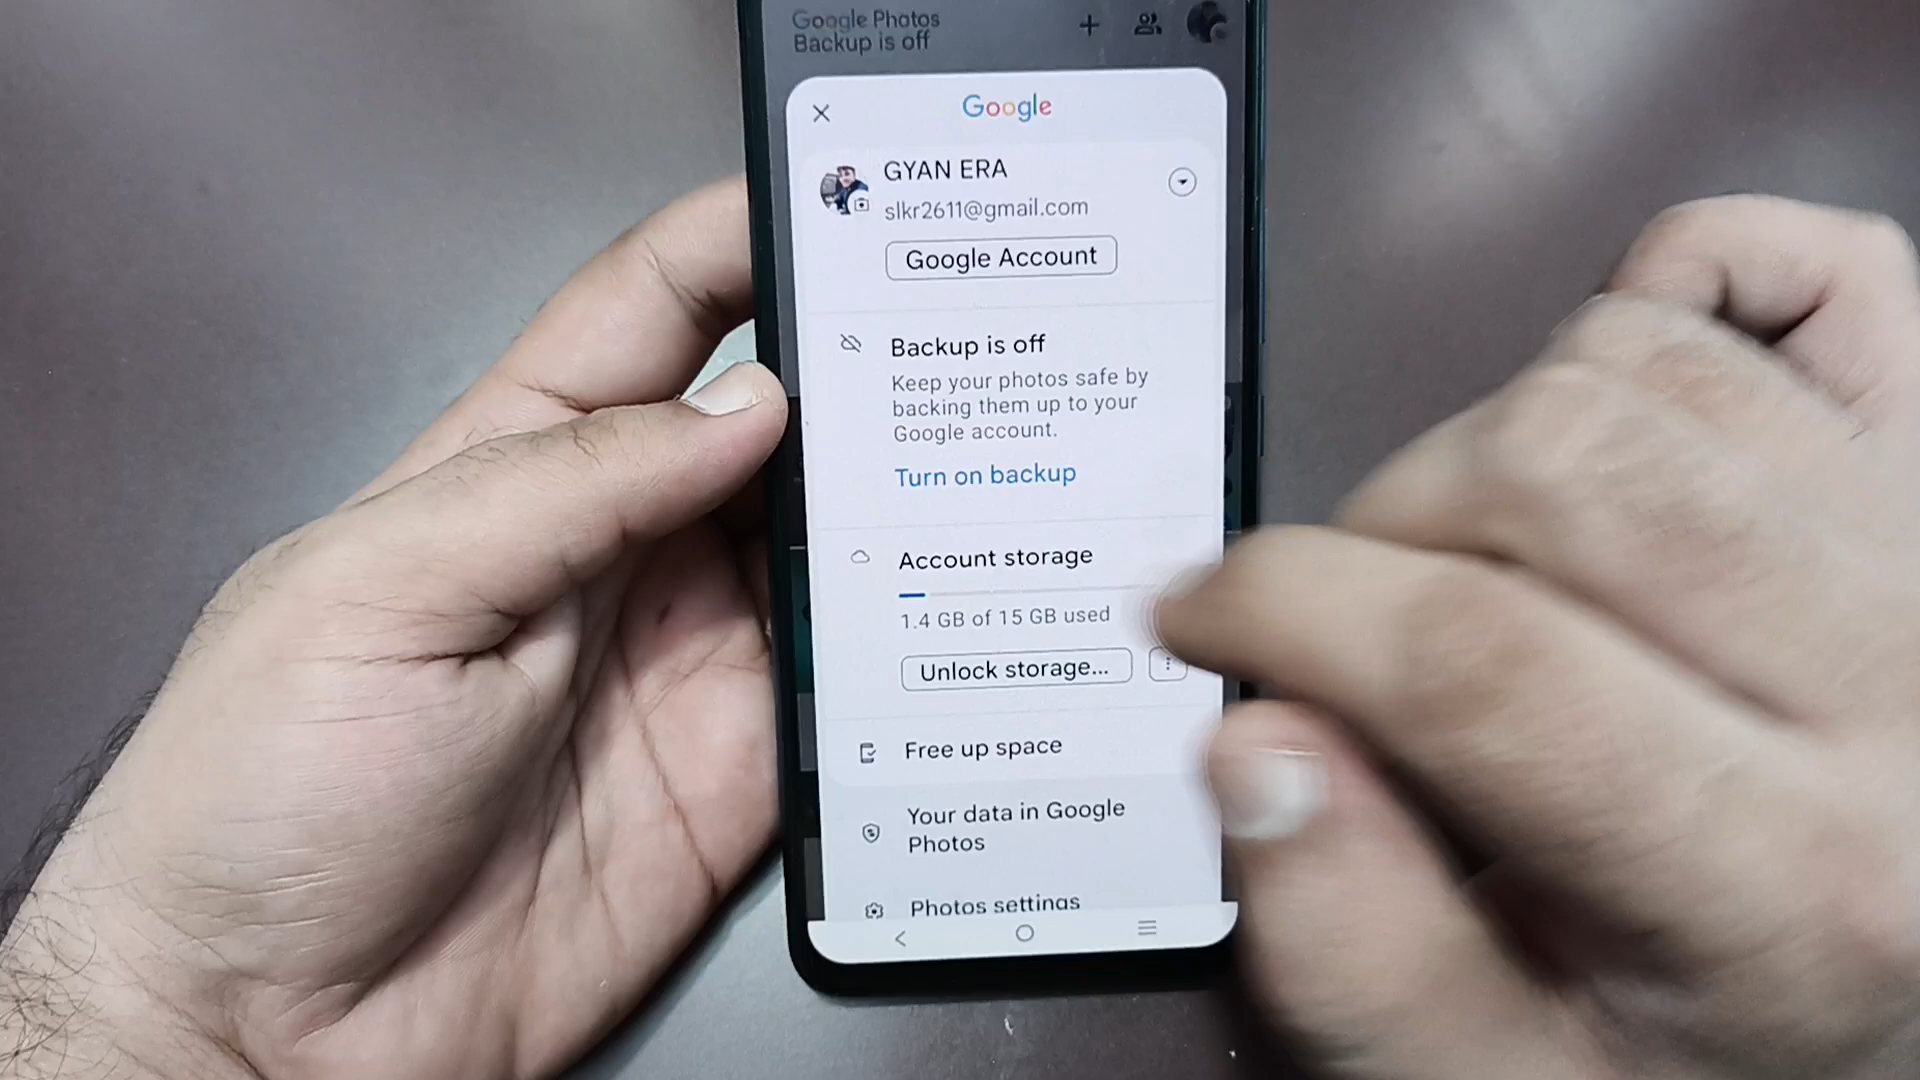 Google Photos
Backup is off
Google
GYAN ERA
slkr2611@gmail.com
Google Account
Backup is off
Keep your photos safe by
backing them up to your
Google account.
Turn on backup
Account storage
1.4 GB of 15 GB used
Unlock storage...
Free up space
Your data in Google
Photos
Photos settings